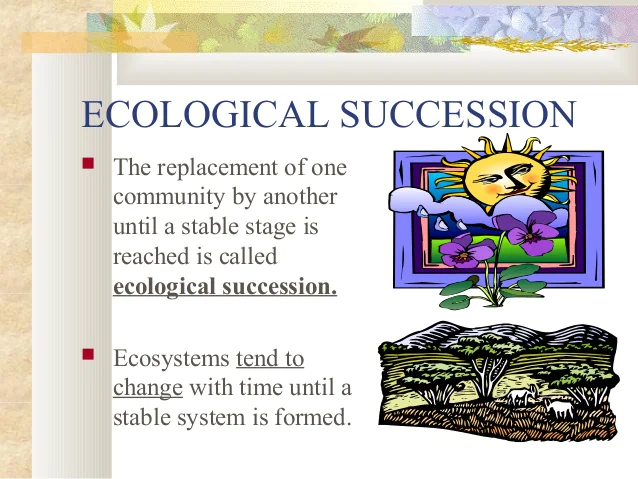 ECOLOGICAL SUCCESSION
The replacement of one
community by another
until a stable stage is
reached is called
ecological succession.
Ecosystems tend to
change with time until a
stable system is formed.